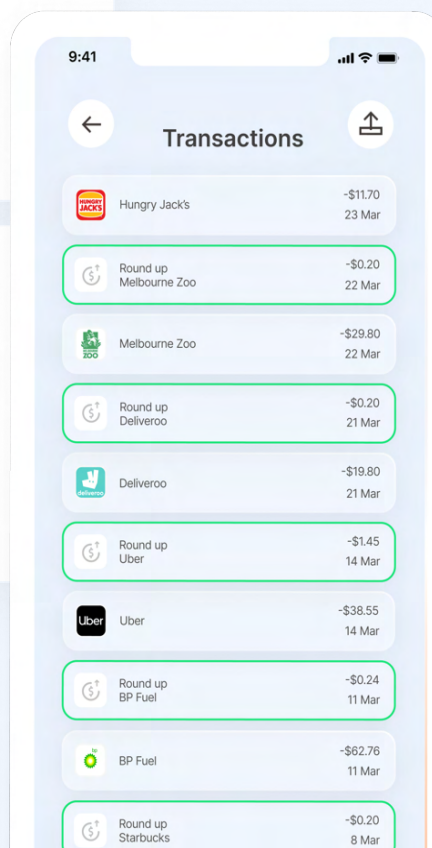 9:41
Transactions
HUNGRY
JACK'S
Hungry Jack's
-$11.70
23 Mar
Round up
Melbourne Zoo
-$0.20
22 Mar
ZOO
Melbourne Zoo
-$29.80
22 Mar
Round up
Deliveroo
-$0.20
21 Mar
deliveroo
Deliveroo
-$19.80
21 Mar
Round up
Uber
-$1.45
14 Mar
Uber
Uber
-$38.55
14 Mar
Round up
BP Fuel
-$0.24
11 Mar
bp
BP Fuel
-$62.76
11 Mar
Round up
Starbucks
-$0.20
8 Mar